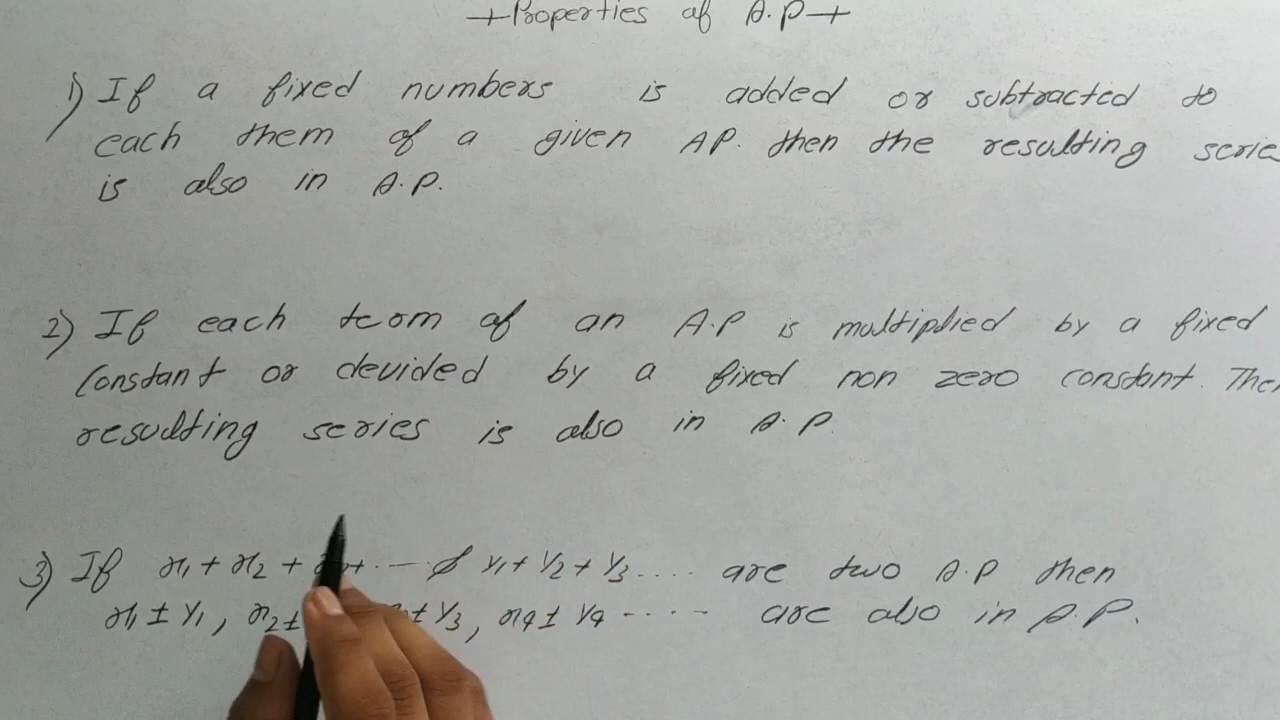 Properties of A.P
1) If a fixed numbers is added or subtracted to
each them of a given AP. then the resulting serie
is also in A.P.
2) If each term of an A.P is multiplied by a fixed
Constant or devided by a fixed non zero constant. The
resulting series is also in A.P
3) If x₁ + x₂ + ... & y₁ + y₂ + y₃ .... are two A.P then
x₁ ± y₁, x₂ ± ± y₃, x₄ ± y₄ ..... are also in A.P.